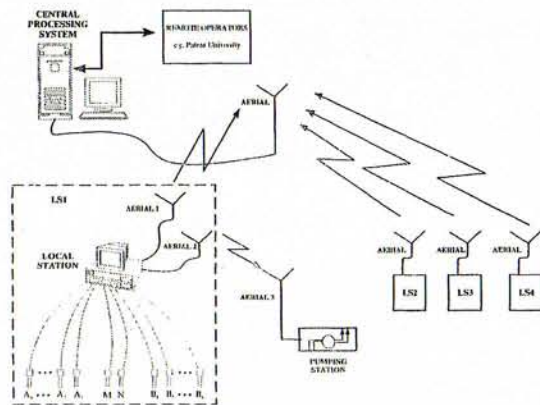 CENTRAL
PROCESSING
SYSTEM
REMOTE OPERATORS
e.g. Patras University
AERIAL
LS1
AERIAL 1
LOCAL
STATION
AERIAL 2
AERIAL 3
AERIAL
AERIAL
AERIAL
LS2
LS3
LS4
PUMPING
STATION
M N